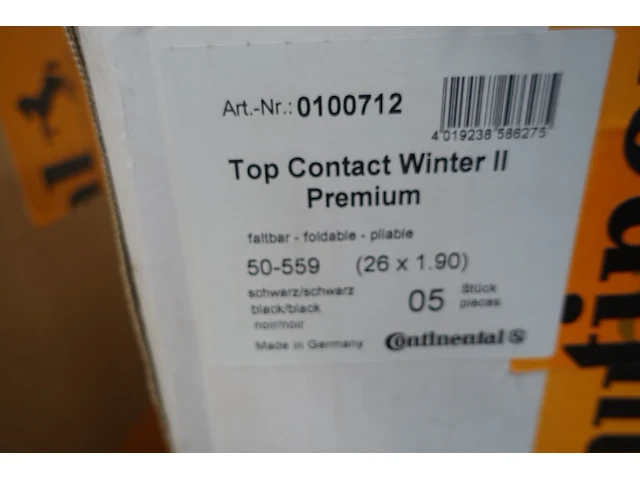 Art.-Nr.: 0100712
4 019238 586275
Top Contact Winter II
Premium
faltbar - foldable - pliable
50-559 (26 x 1.90)
schwarz/schwarz
black/black
noir/noir
05 Stück
pieces
Made in Germany
Continental